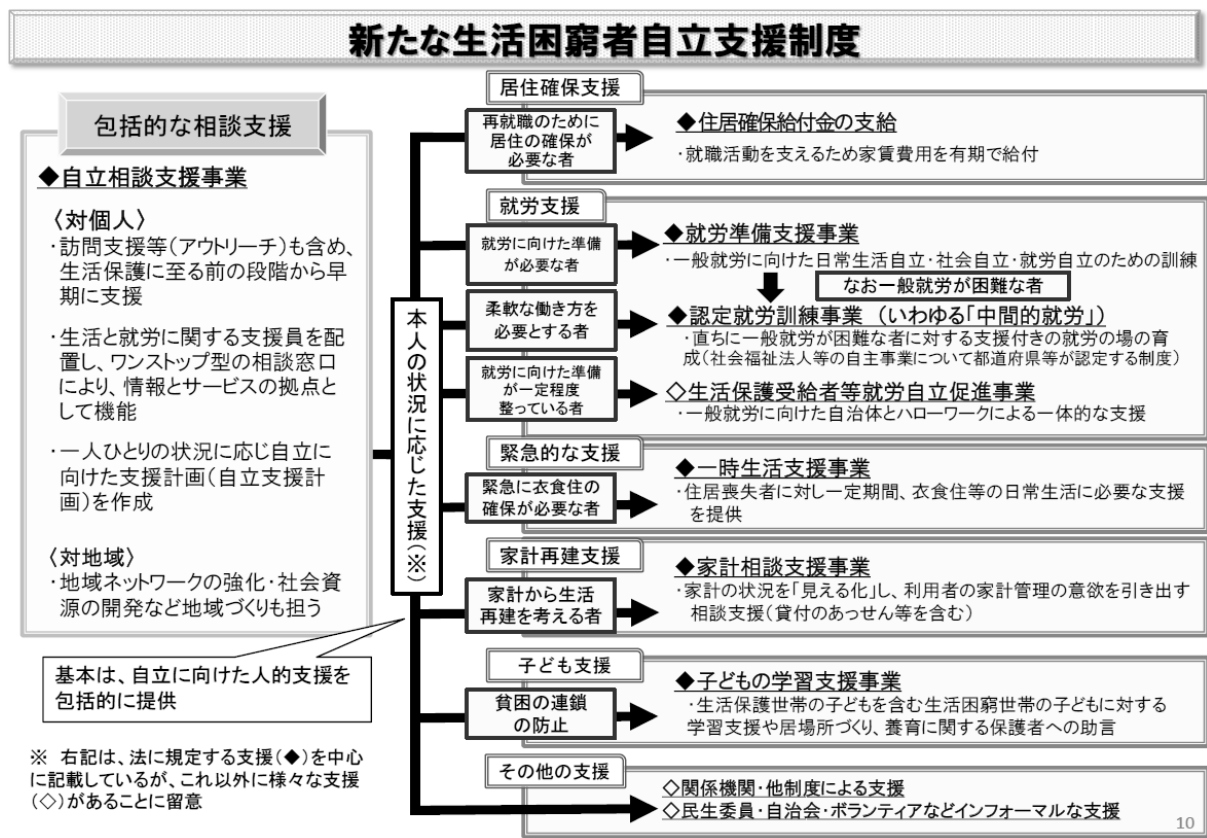 新たな生活困窮者自立支援制度
包括的な相談支援
◆自立相談支援事業
〈対個人〉
・訪問支援等(アウトリーチ)も含め、
生活保護に至る前の段階から早
期に支援
・生活と就労に関する支援員を配
置し、ワンストップ型の相談窓口
により、情報とサービスの拠点と
して機能
・一人ひとりの状況に応じ自立に
向けた支援計画(自立支援計
画)を作成
〈対地域〉
・地域ネットワークの強化・社会資
源の開発など地域づくりも担う
基本は、自立に向けた人的支援を
包括的に提供
※ 右記は、法に規定する支援(◆)を中心
に記載しているが、これ以外に様々な支援
(◇)があることに留意
本人の状況に応じた支援(※)
居住確保支援
再就職のために
居住の確保が
必要な者
◆住居確保給付金の支給
・就職活動を支えるため家賃費用を有期で給付
就労支援
就労に向けた準備
が必要な者
◆就労準備支援事業
・一般就労に向けた日常生活自立・社会自立・就労自立のための訓練
なお一般就労が困難な者
柔軟な働き方を
必要とする者
◆認定就労訓練事業 (いわゆる「中間的就労」)
・直ちに一般就労が困難な者に対する支援付きの就労の場の育
成(社会福祉法人等の自主事業について都道府県等が認定する制度)
就労に向けた準備
が一定程度
整っている者
◇生活保護受給者等就労自立促進事業
・一般就労に向けた自治体とハローワークによる一体的な支援
緊急的な支援
緊急に衣食住の
確保が必要な者
◆一時生活支援事業
・住居喪失者に対し一定期間、衣食住等の日常生活に必要な支援
を提供
家計再建支援
家計から生活
再建を考える者
◆家計相談支援事業
・家計の状況を「見える化」し、利用者の家計管理の意欲を引き出す
相談支援(貸付のあっせん等を含む)
子ども支援
貧困の連鎖
の防止
◆子どもの学習支援事業
・生活保護世帯の子どもを含む生活困窮世帯の子どもに対する
学習支援や居場所づくり、養育に関する保護者への助言
その他の支援
◇関係機関・他制度による支援
◇民生委員・自治会・ボランティアなどインフォーマルな支援
10